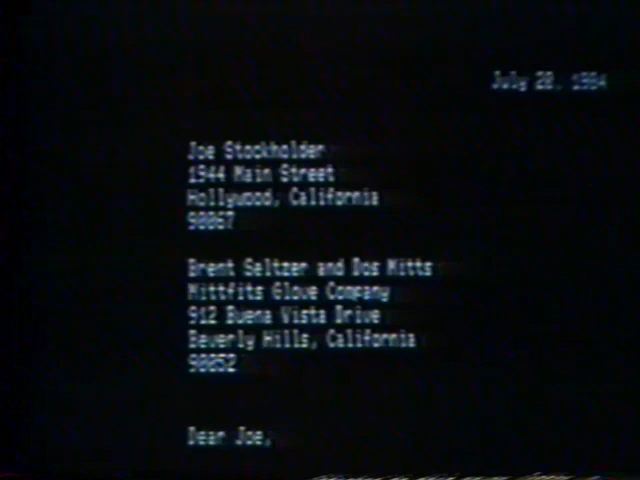 July 28, 1984
Joe Stockholder
1944 Main Street
Hollywood, California
90067
Brent Seltzer and Dos Mitts
Mittfits Glove Company
912 Buena Vista Drive
Beverly Hills, California
90052
Dear Joe,